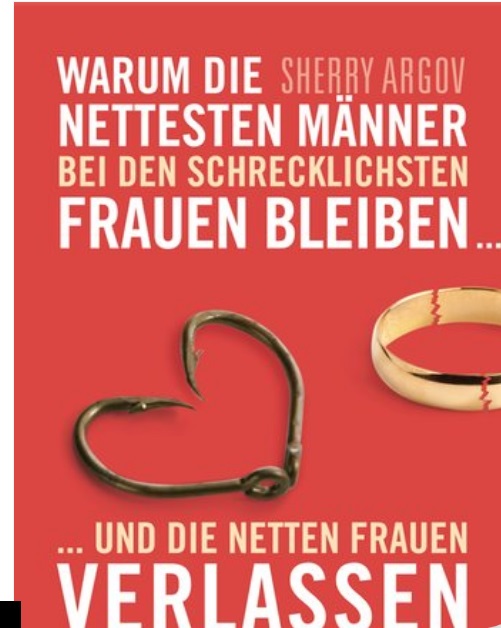 WARUM DIE SHERRY ARGOV
NETTESTEN MÄNNER
BEI DEN SCHRECKLICHSTEN
FRAUEN BLEIBEN ...
... UND DIE NETTEN FRAUEN
VERLASSEN